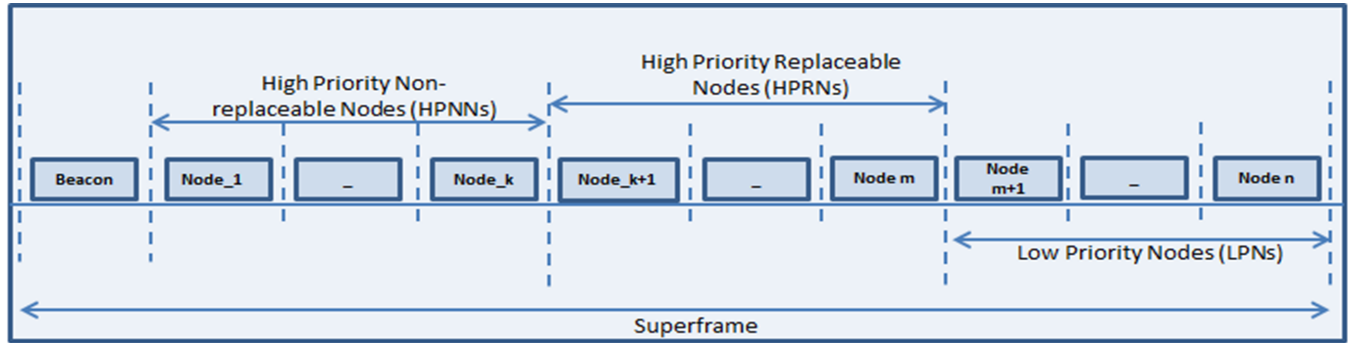 High Priority Non-
replaceable Nodes (HPNNs)
High Priority Replaceable
Nodes (HPRNs)
Beacon
Node_1
_
Node_k
Node_k+1
_
Node m
Node
m+1
_
Node n
Low Priority Nodes (LPNs)
Superframe